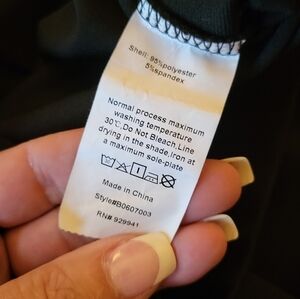 Shell: 95%polyester
5%spandex
Normal process maximum
washing temperature
30℃,Do Not Bleach,Line
drying in the shade,iron at
a maximum sole-plate
Made in China
Style#B0607003
RN# 929941